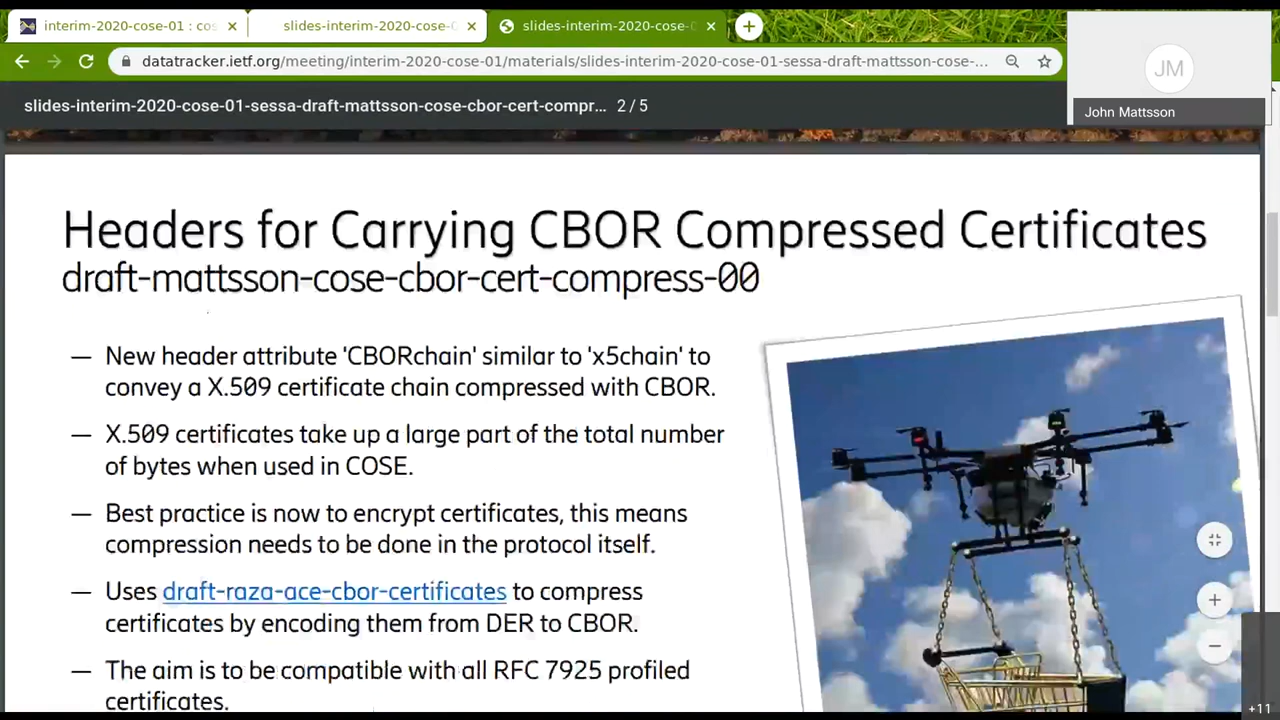 interim-2020-cose-01 : cos
slides-interim-2020-cose-
slides-interim-2020-cose-
datatracker.ietf.org/meeting/interim-2020-cose-01/materials/slides-interim-2020-cose-01-sessa-draft-mattsson-cose-...
JM
John Mattsson
slides-interim-2020-cose-01-sessa-draft-mattsson-cose-cbor-cert-compr... 2 / 5
Headers for Carrying CBOR Compressed Certificates
draft-mattsson-cose-cbor-cert-compress-00
— New header attribute 'CBORchain' similar to 'x5chain' to
convey a X.509 certificate chain compressed with CBOR.
— X.509 certificates take up a large part of the total number
of bytes when used in COSE.
— Best practice is now to encrypt certificates, this means
compression needs to be done in the protocol itself.
— Uses draft-raza-ace-cbor-certificates to compress
certificates by encoding them from DER to CBOR.
— The aim is to be compatible with all RFC 7925 profiled
certificates.
+11